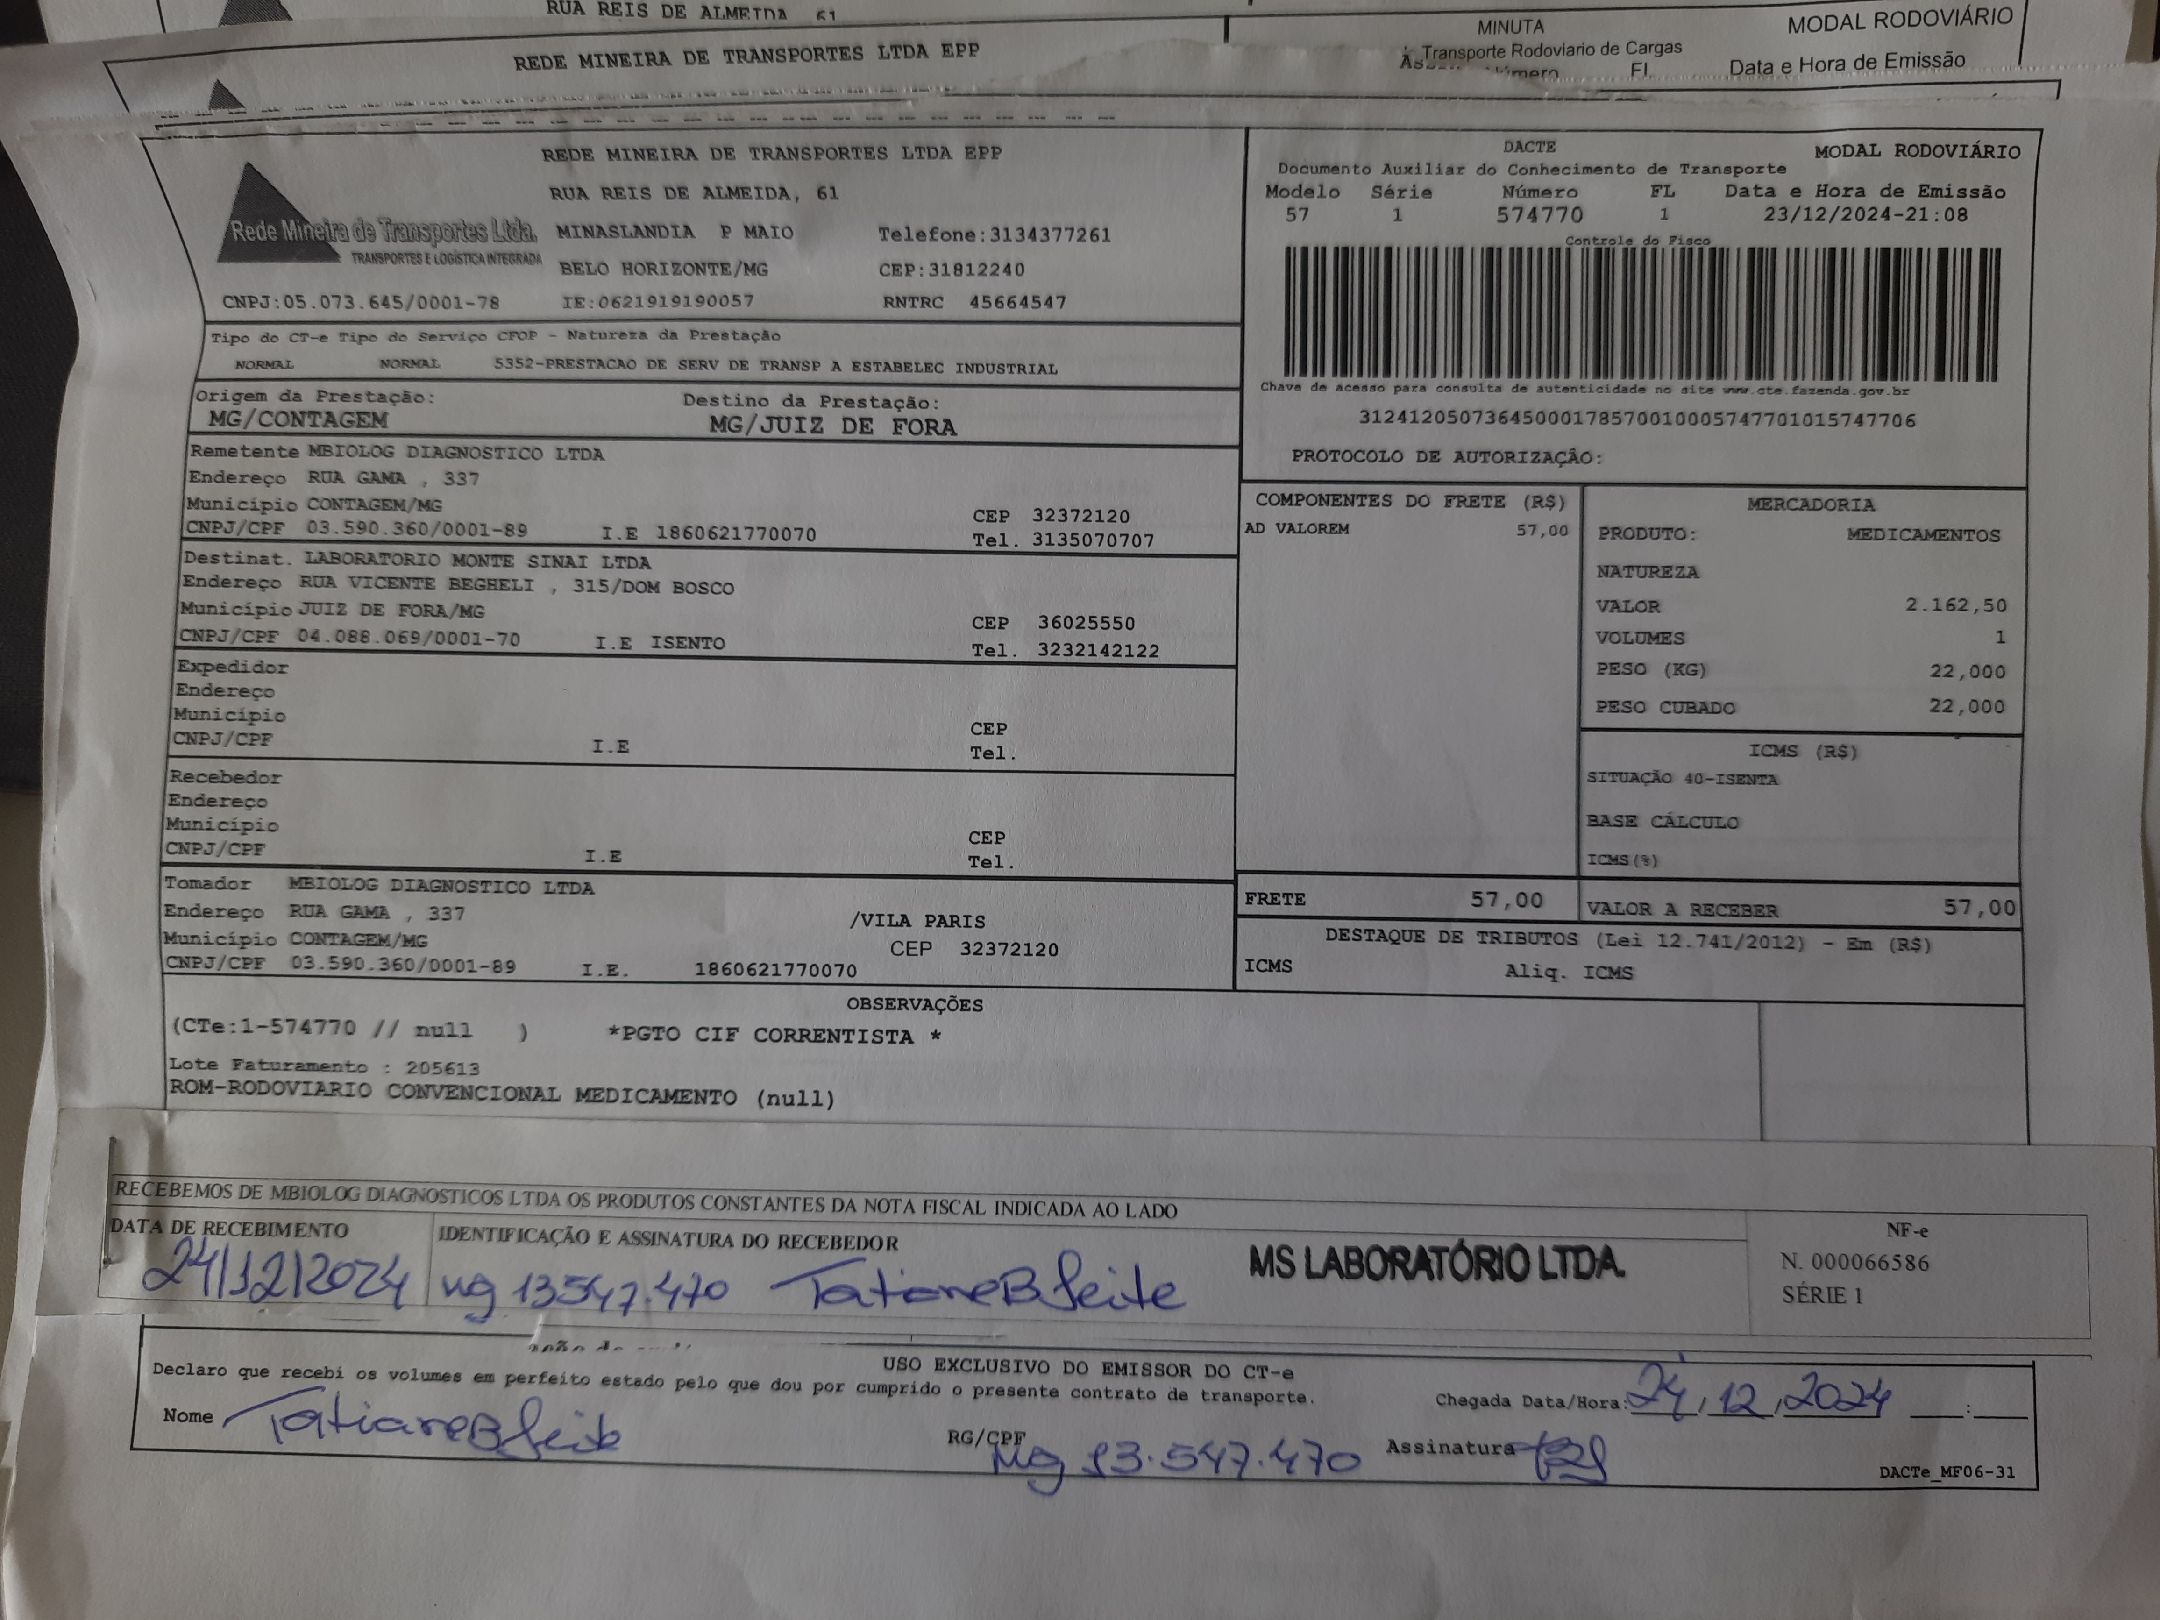 RUA REIS DE ALMEIDA 61
MINUTA
MODAL RODOVIÁRIO
REDE MINEIRA DE TRANSPORTES LTDA EPP
Transporte Rodoviario de Cargas
FL
Data e Hora de Emissão
REDE MINEIRA DE TRANSPORTES LTDA EPP
RUA REIS DE ALMEIDA, 61
Rede Mineira de Transportes Ltda.
TRANSPORTES E LOGÍSTICA INTEGRADA
MINASLANDIA P MAIO Telefone:3134377261
BELO HORIZONTE/MG CEP:31812240
CNPJ:05.073.645/0001-78 IE:0621919190057 RNTRC 45664547
DACTE
MODAL RODOVIÁRIO
Documento Auxiliar do Conhecimento de Transporte
Modelo Série Número FL Data e Hora de Emissão
57 1 574770 1 23/12/2024-21:08
Controle do Fisco
Chave de acesso para consulta de autenticidade no site www.cte.fazenda.gov.br
31241205073645000178570010005747701015747706
PROTOCOLO DE AUTORIZAÇÃO:
Tipo do CT-e Tipo do Serviço CFOP - Natureza da Prestação
NORMAL NORMAL 5352-PRESTACAO DE SERV DE TRANSP A ESTABELEC INDUSTRIAL
Origem da Prestação: Destino da Prestação:
MG/CONTAGEM MG/JUIZ DE FORA
Remetente MBIOLOG DIAGNOSTICO LTDA
Endereço RUA GAMA , 337
Município CONTAGEM/MG CEP 32372120
CNPJ/CPF 03.590.360/0001-89 I.E 1860621770070 Tel. 3135070707
Destinat. LABORATORIO MONTE SINAI LTDA
Endereço RUA VICENTE BEGHELI , 315/DOM BOSCO
Município JUIZ DE FORA/MG CEP 36025550
CNPJ/CPF 04.088.069/0001-70 I.E ISENTO Tel. 3232142122
Expedidor
Endereço
Município CEP
CNPJ/CPF I.E Tel.
Recebedor
Endereço
Município CEP
CNPJ/CPF I.E Tel.
Tomador MBIOLOG DIAGNOSTICO LTDA
Endereço RUA GAMA , 337 /VILA PARIS
Município CONTAGEM/MG CEP 32372120
CNPJ/CPF 03.590.360/0001-89 I.E. 1860621770070
COMPONENTES DO FRETE (R$)
AD VALOREM 57,00
MERCADORIA
PRODUTO: MEDICAMENTOS
NATUREZA
VALOR 2.162,50
VOLUMES 1
PESO (KG) 22,000
PESO CUBADO 22,000
ICMS (R$)
SITUAÇÃO 40-ISENTA
BASE CÁLCULO
ICMS(%)
FRETE 57,00 VALOR A RECEBER 57,00
DESTAQUE DE TRIBUTOS (Lei 12.741/2012) - Em (R$)
ICMS Aliq. ICMS
OBSERVAÇÕES
(CTe:1-574770 // null ) *PGTO CIF CORRENTISTA *
Lote Faturamento : 205613
ROM-RODOVIARIO CONVENCIONAL MEDICAMENTO (null)
RECEBEMOS DE MBIOLOG DIAGNOSTICOS LTDA OS PRODUTOS CONSTANTES DA NOTA FISCAL INDICADA AO LADO
DATA DE RECEBIMENTO IDENTIFICAÇÃO E ASSINATURA DO RECEBEDOR
24/12/2024 mg 13547.470 Tatiane B Leite
MS LABORATÓRIO LTDA.
NF-e
N. 000066586
SÉRIE 1
USO EXCLUSIVO DO EMISSOR DO CT-e
Declaro que recebi os volumes em perfeito estado pelo que dou por cumprido o presente contrato de transporte.
Chegada Data/Hora: 24/12/2024 :
Nome Tatiane B Leite RG/CPF Mg 13.547.470 Assinatura
DACTe_MF06-31